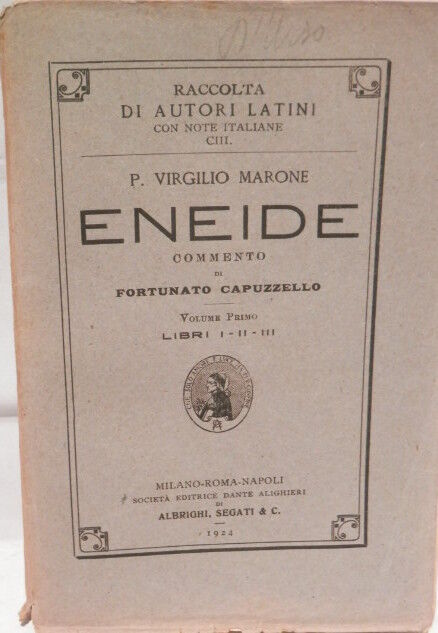 RACCOLTA
DI AUTORI LATINI
CON NOTE ITALIANE
CIII.
P. VIRGILIO MARONE
ENEIDE
COMMENTO
DI
FORTUNATO CAPUZZELLO
VOLUME PRIMO
LIBRI I-II-III
MILANO-ROMA-NAPOLI
SOCIETÀ EDITRICE DANTE ALIGHIERI
DI
ALBRIGHI, SEGATI & C.
1924